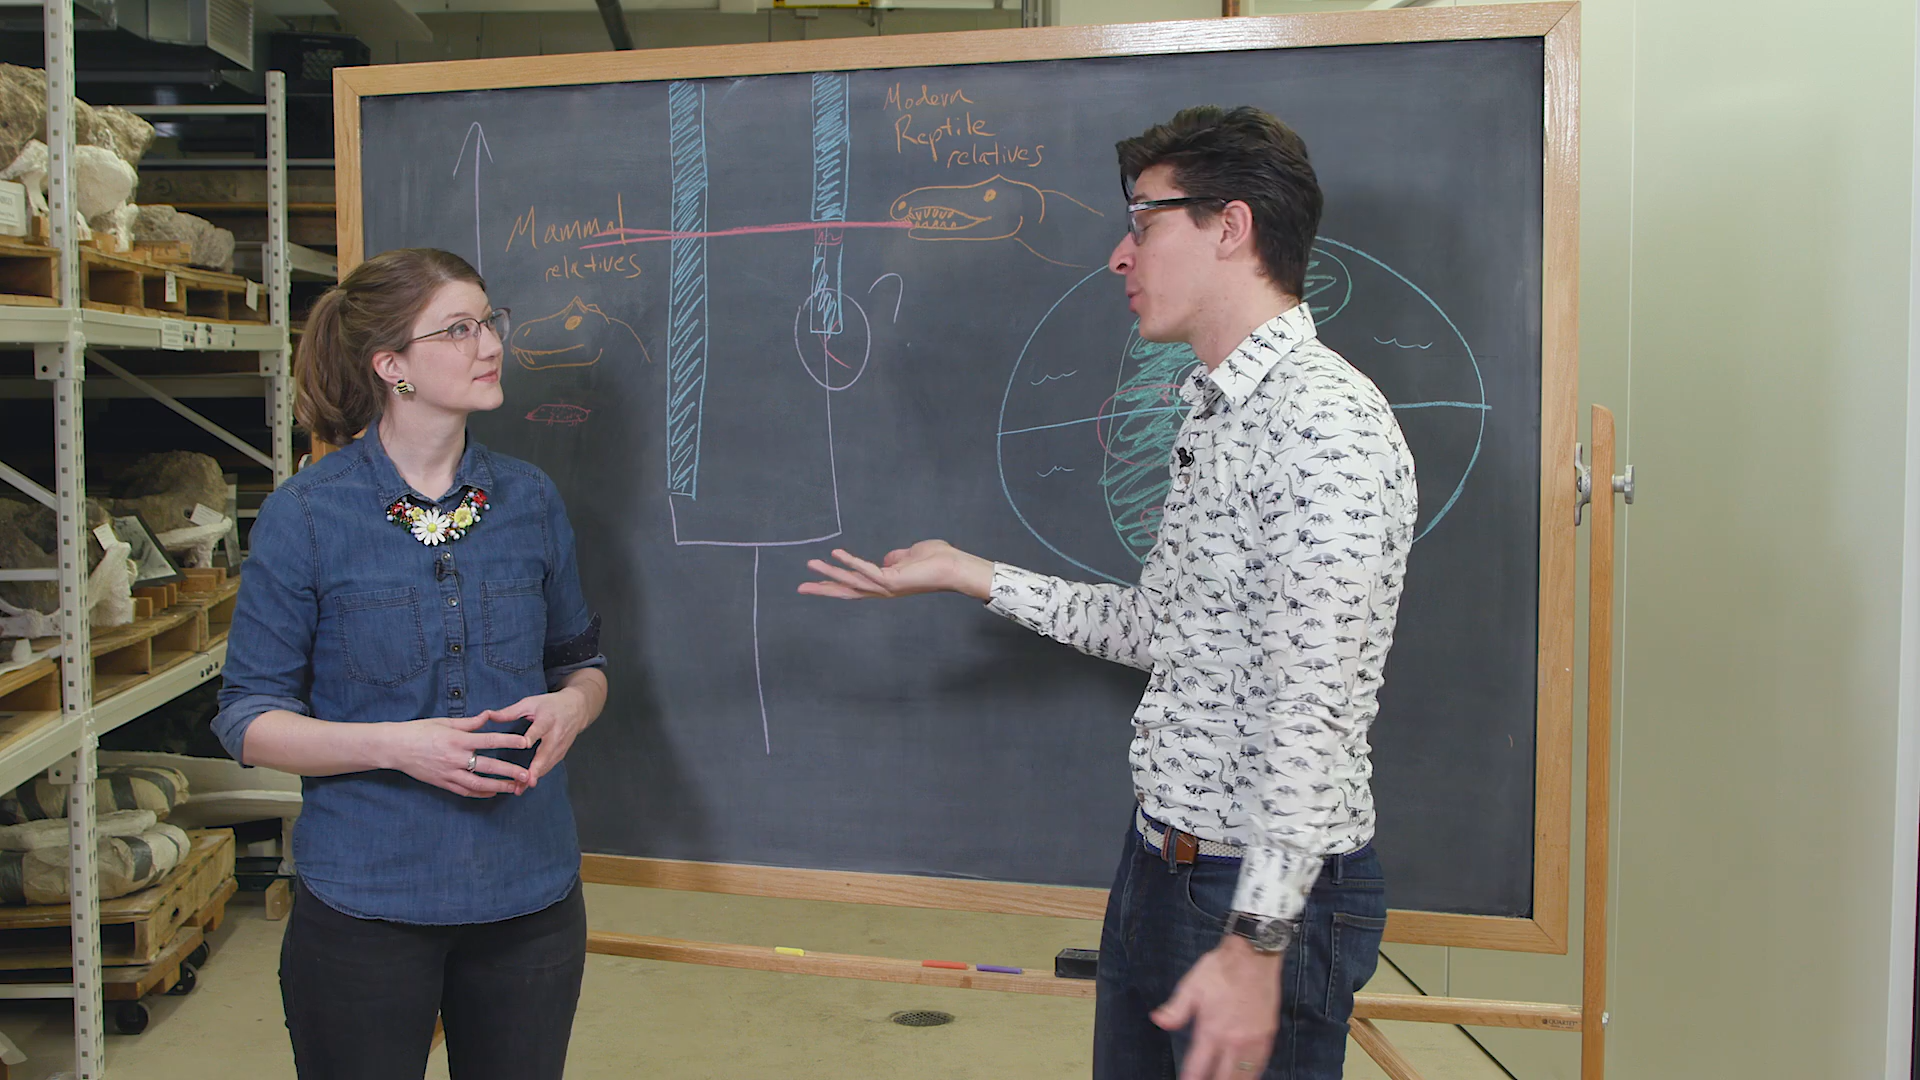 Modern
Reptile
relatives
Mammal
relatives
?